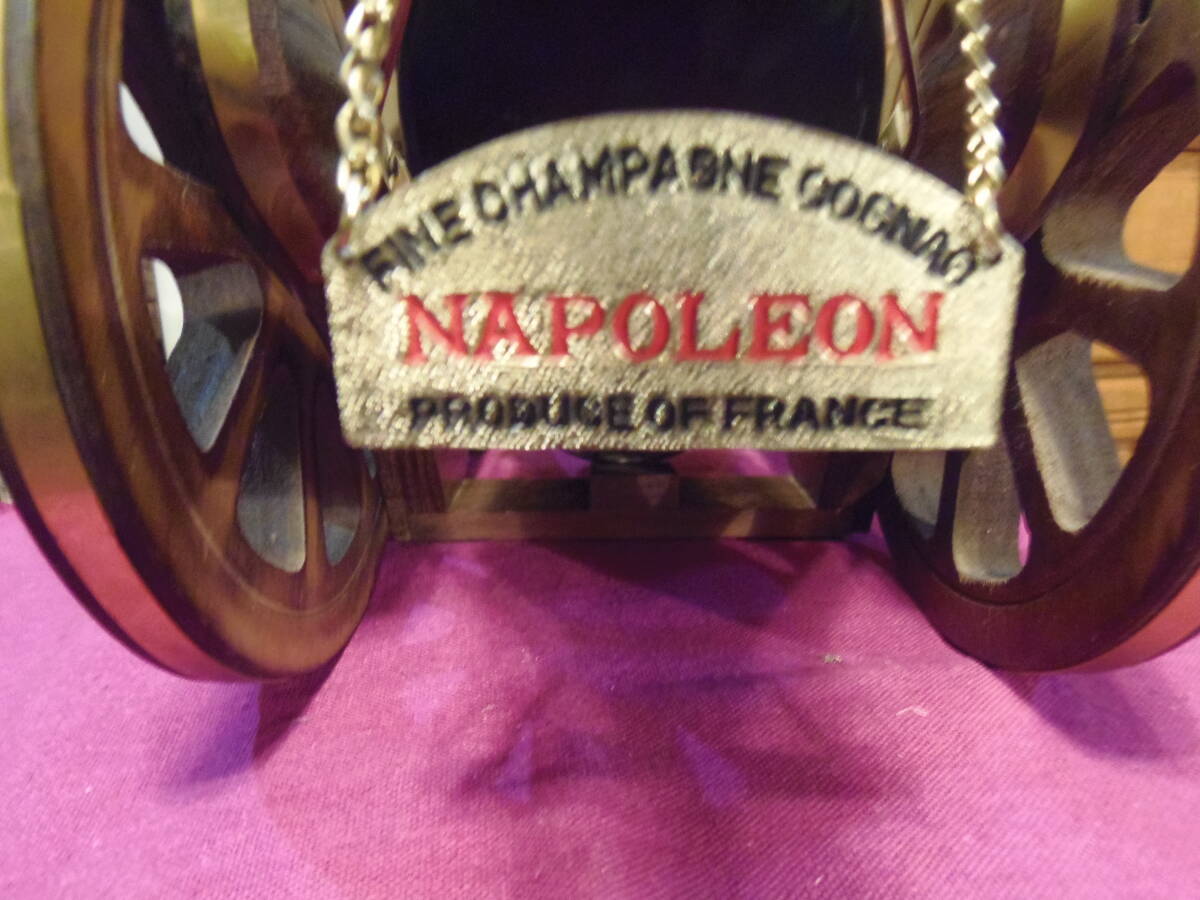 FINE CHAMPAGNE COGNAC
NAPOLEON
PRODUCE OF FRANCE